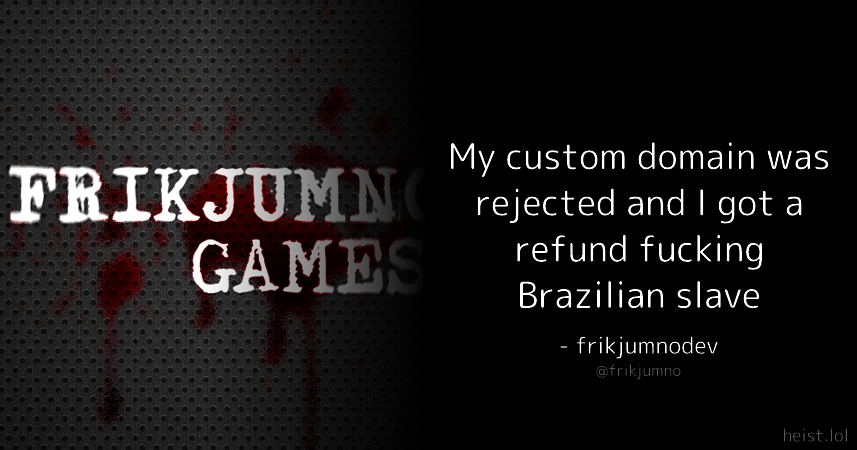 FRIKJUMNO
GAMES
My custom domain was
rejected and I got a
refund fucking
Brazilian slave
- frikjumnodev
@frikjumno
heist.lol